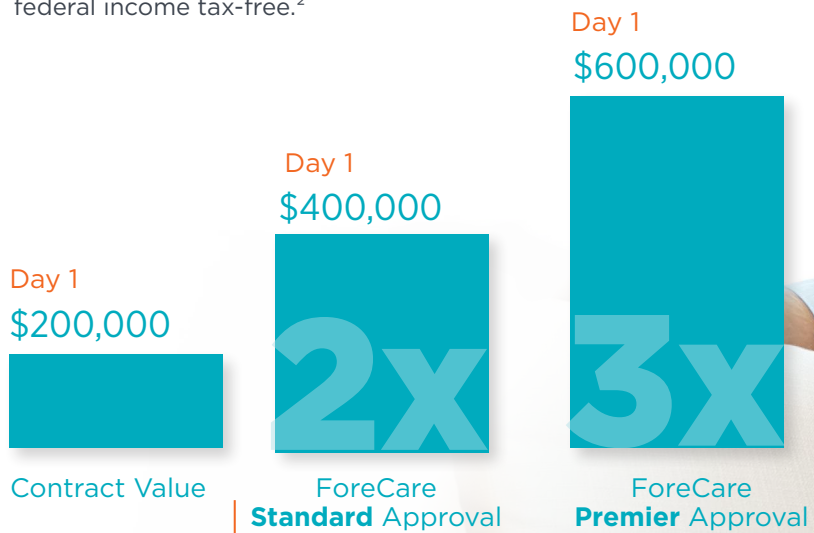 federal income tax-free.²
Day 1
$600,000
Day 1
$400,000
Day 1
$200,000
2x
3x
Contract Value
ForeCare
Standard Approval
ForeCare
Premier Approval